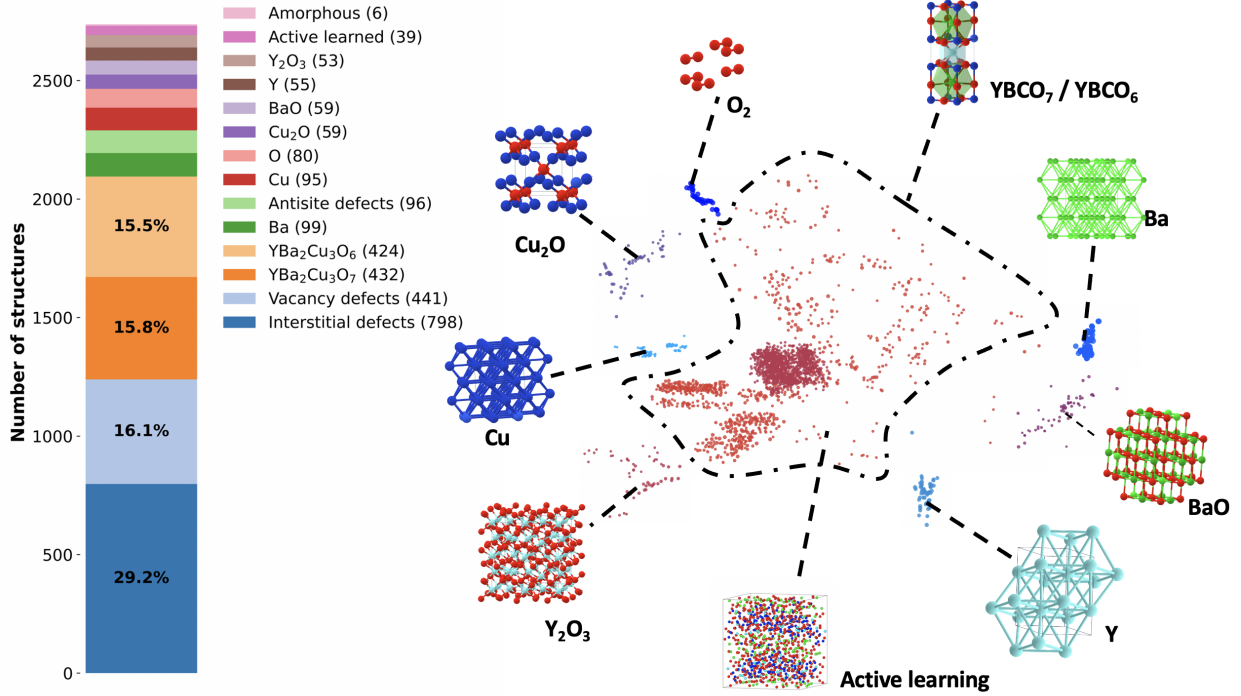 Number of structures
2500
2000
1500
1000
500
0
15.5%
15.8%
16.1%
29.2%
Amorphous (6)
Active learned (39)
Y₂O₃ (53)
Y (55)
BaO (59)
Cu₂O (59)
O (80)
Cu (95)
Antisite defects (96)
Ba (99)
YBa₂Cu₃O₆ (424)
YBa₂Cu₃O₇ (432)
Vacancy defects (441)
Interstitial defects (798)
O₂
YBCO₇ / YBCO₆
Cu₂O
Ba
Cu
BaO
Y₂O₃
Y
Active learning